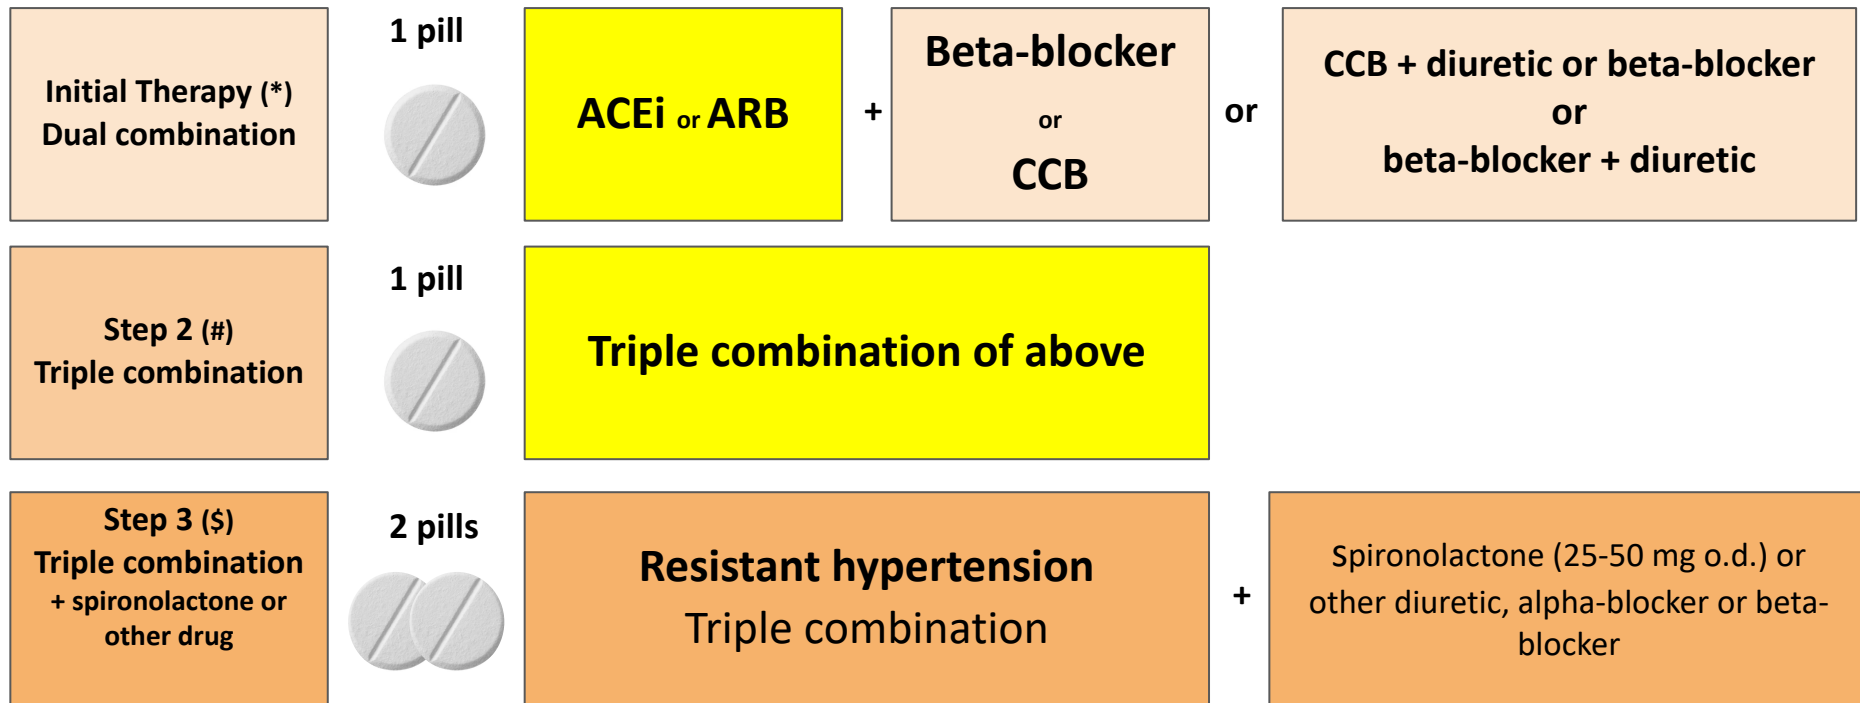 Initial Therapy (*)
Dual combination
1 pill
ACEi or ARB
+
Beta-blocker
or
CCB
or
CCB + diuretic or beta-blocker
or
beta-blocker + diuretic
Step 2 (#)
Triple combination
1 pill
Triple combination of above
Step 3 ($)
Triple combination
+ spironolactone or
other drug
2 pills
Resistant hypertension
Triple combination
+
Spironolactone (25-50 mg o.d.) or
other diuretic, alpha-blocker or beta-
blocker